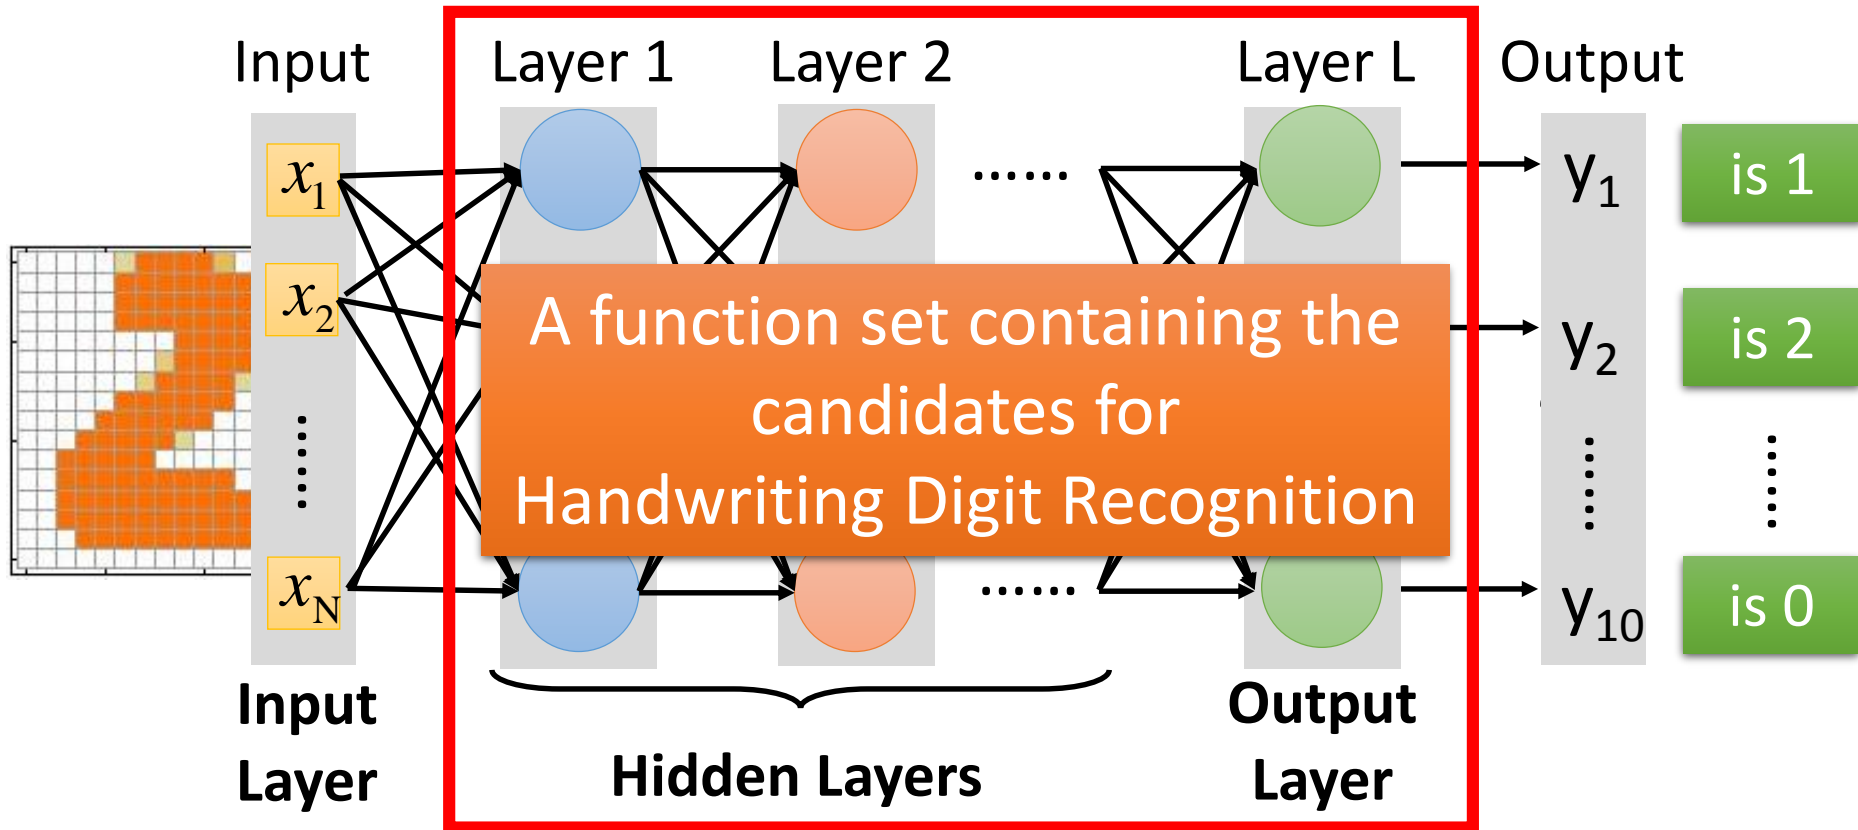 Input
Layer 1
Layer 2
Layer L
Output
x1
x2
……
xN
……
……
A function set containing the
candidates for
Handwriting Digit Recognition
y1
y2
……
y10
is 1
is 2
……
is 0
Input
Layer
Hidden Layers
Output
Layer